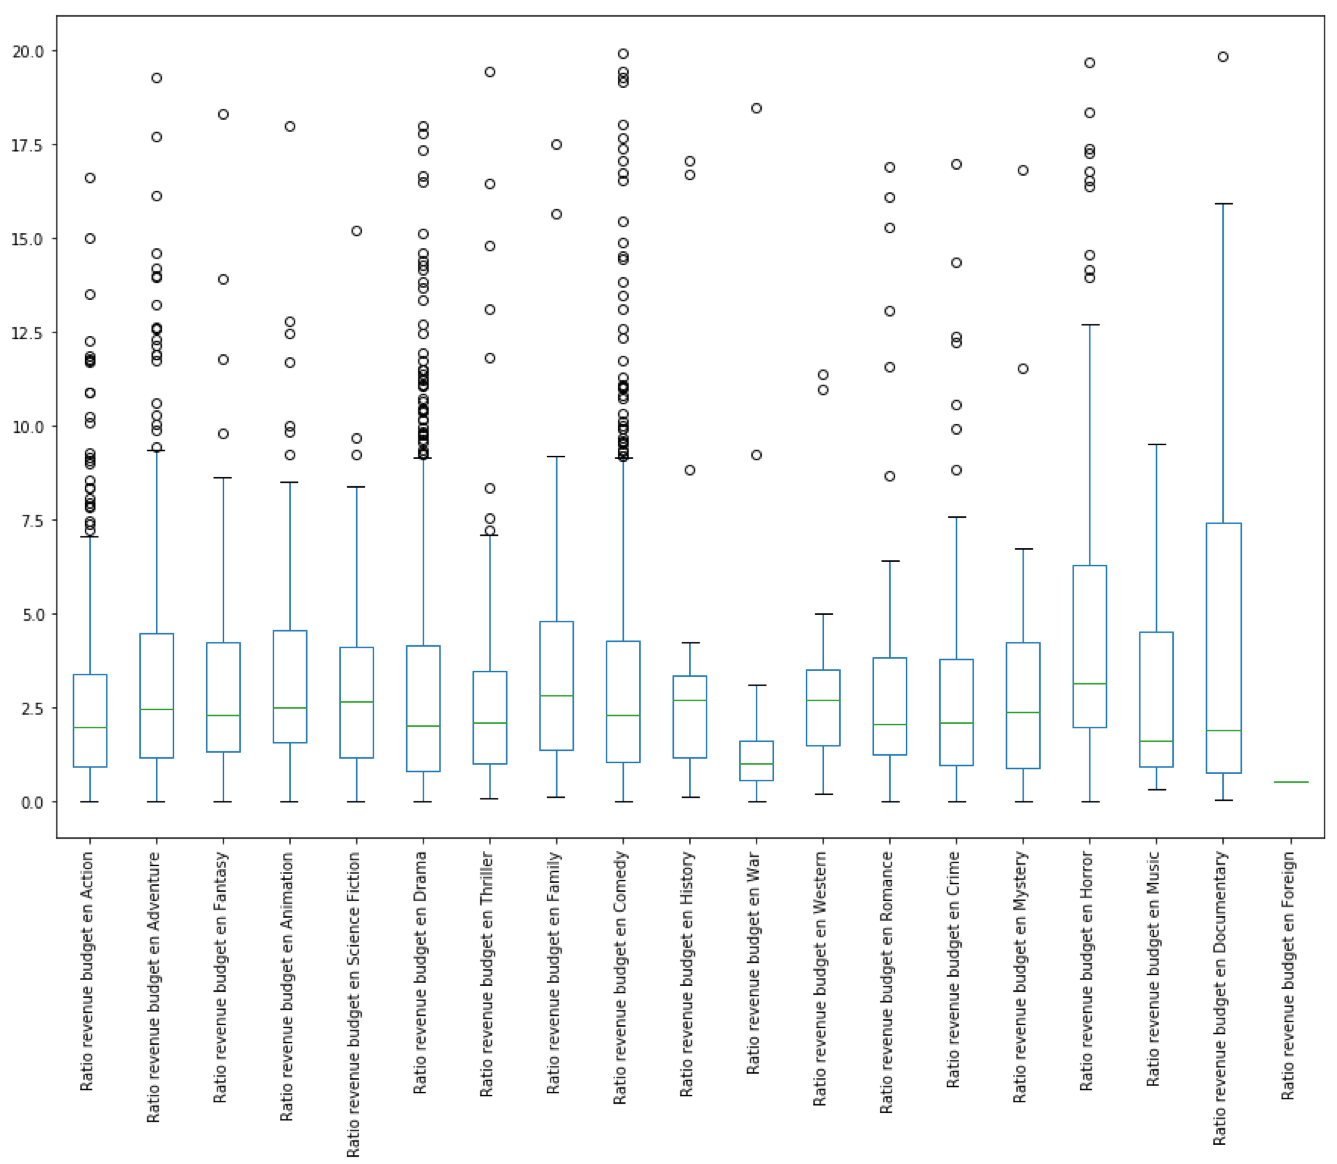 20.0
17.5
15.0
12.5
10.0
7.5
5.0
2.5
0.0
Ratio revenue budget en Action
Ratio revenue budget en Adventure
Ratio revenue budget en Fantasy
Ratio revenue budget en Animation
Ratio revenue budget en Science Fiction
Ratio revenue budget en Drama
Ratio revenue budget en Thriller
Ratio revenue budget en Family
Ratio revenue budget en Comedy
Ratio revenue budget en History
Ratio revenue budget en War
Ratio revenue budget en Western
Ratio revenue budget en Romance
Ratio revenue budget en Crime
Ratio revenue budget en Mystery
Ratio revenue budget en Horror
Ratio revenue budget en Music
Ratio revenue budget en Documentary
Ratio revenue budget en Foreign